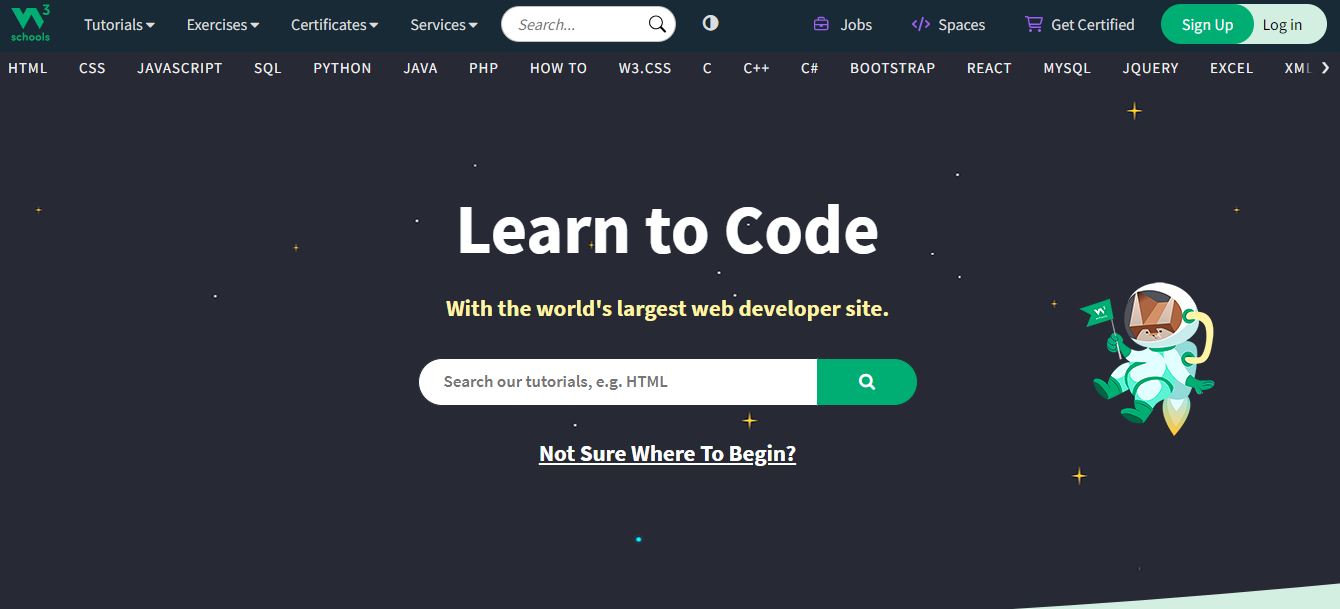 W3 schools Tutorials Exercises Certificates Services Search... Jobs Spaces Get Certified Sign Up Log in
HTML CSS JAVASCRIPT SQL PYTHON JAVA PHP HOW TO W3.CSS C C++ C# BOOTSTRAP REACT MYSQL JQUERY EXCEL XML
Learn to Code
With the world's largest web developer site.
Search our tutorials, e.g. HTML
Not Sure Where To Begin?